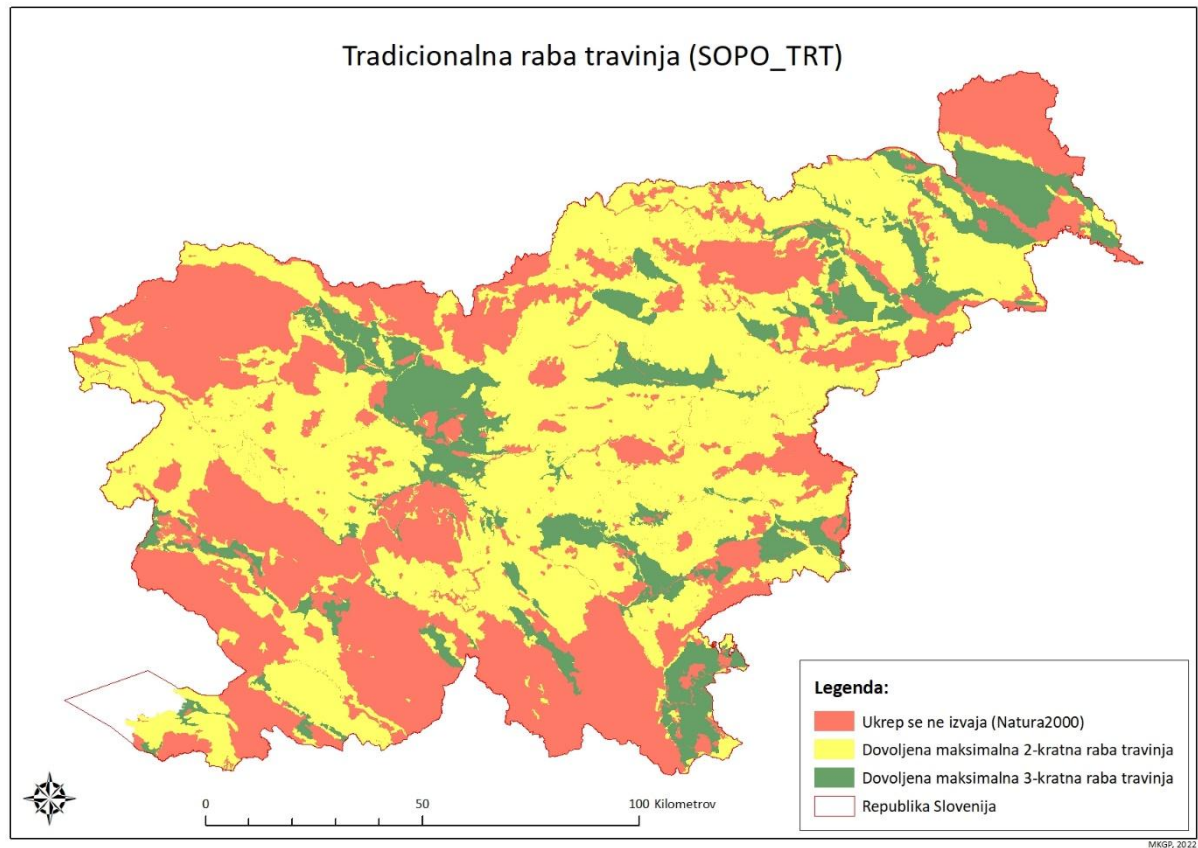 Tradicionalna raba travinja (SOPO_TRT)
Legenda:
Ukrep se ne izvaja (Natura2000)
Dovoljena maksimalna 2-kratna raba travinja
Dovoljena maksimalna 3-kratna raba travinja
Republika Slovenija
0 50 100 Kilometrov
MKGP, 2022